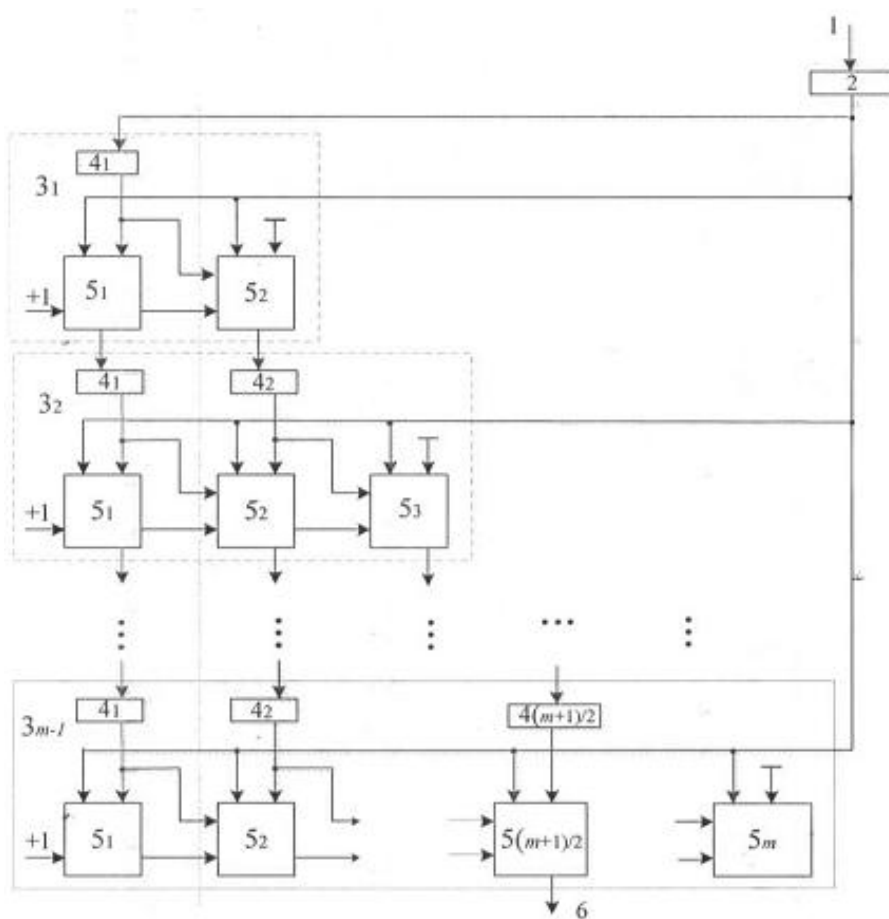 1
2
4₁
3₁
5₁ 5₂
+1
4₁ 4₂
3₂
5₁ 5₂ 5₃
+1
... ... ... ... ...
4₁ 4₂ 4(m+1)/2
3m-1
5₁ 5₂ 5(m+1)/2 5m
+1
6